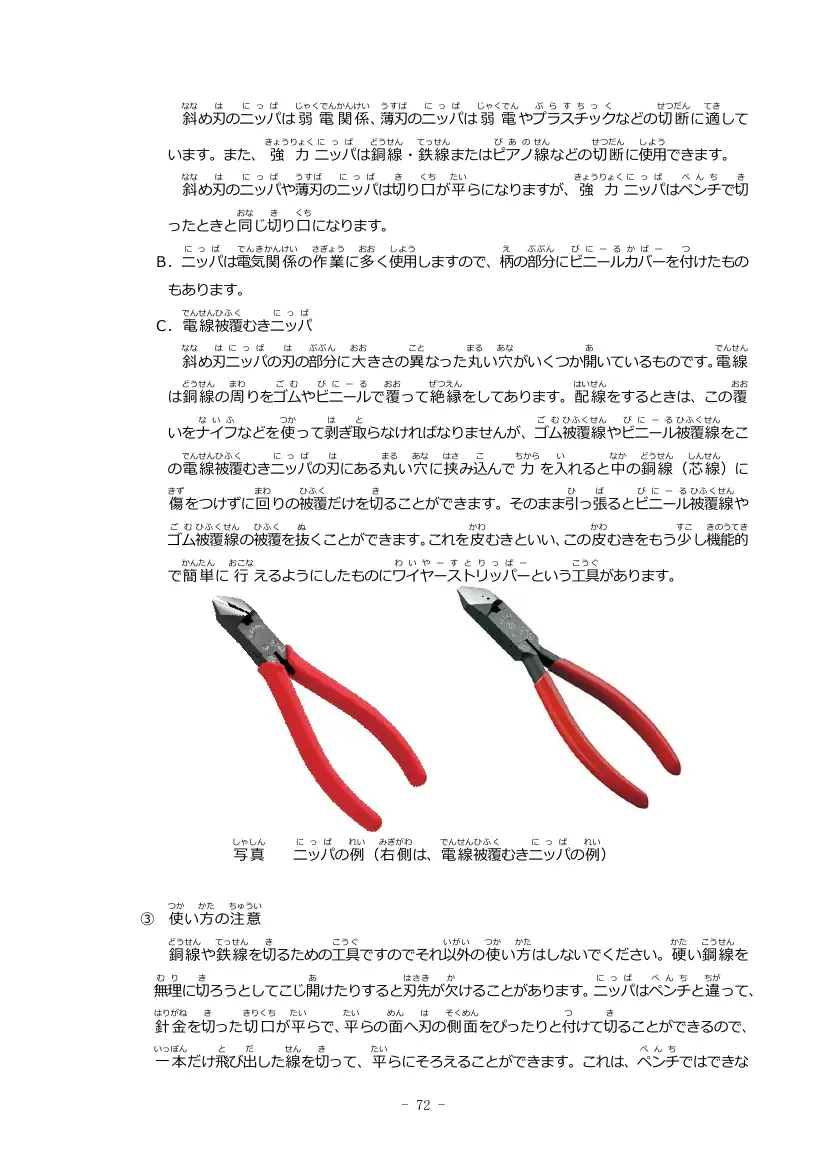 斜め刃のニッパは弱電関係、薄刃のニッパは弱電やプラスチックなどの切断に適して
います。また、強力ニッパは銅線・鉄線またはピアノ線などの切断に使用できます。
斜め刃のニッパや薄刃のニッパは切り口が平らになりますが、強力ニッパはペンチで切
ったときと同じ切り口になります。
B．ニッパは電気関係の作業に多く使用しますので、柄の部分にビニールカバーを付けたもの
もあります。
C．電線被覆むきニッパ
斜め刃ニッパの刃の部分に大きさの異なった丸い穴がいくつか開いているものです。電線
は銅線の周りをゴムやビニールで覆って絶縁をしてあります。配線をするときは、この覆
いをナイフなどを使って剥ぎ取らなければなりませんが、ゴム被覆線やビニール被覆線をこ
の電線被覆むきニッパの刃にある丸い穴に挟み込んで力を入れると中の銅線（芯線）に
傷をつけずに回りの被覆だけを切ることができます。そのまま引っ張るとビニール被覆線や
ゴム被覆線の被覆を抜くことができます。これを皮むきといい、この皮むきをもう少し機能的
で簡単に行えるようにしたものにワイヤーストリッパーという工具があります。
写真　ニッパの例（右側は、電線被覆むきニッパの例）
③　使い方の注意
銅線や鉄線を切るための工具ですのでそれ以外の使い方はしないでください。硬い鋼線を
無理に切ろうとしてこじ開けたりすると刃先が欠けることがあります。ニッパはペンチと違って、
針金を切った切口が平らで、平らの面へ刃の側面をぴったりと付けて切ることができるので、
一本だけ飛び出した線を切って、平らにそろえることができます。これは、ペンチではできな
- 72 -